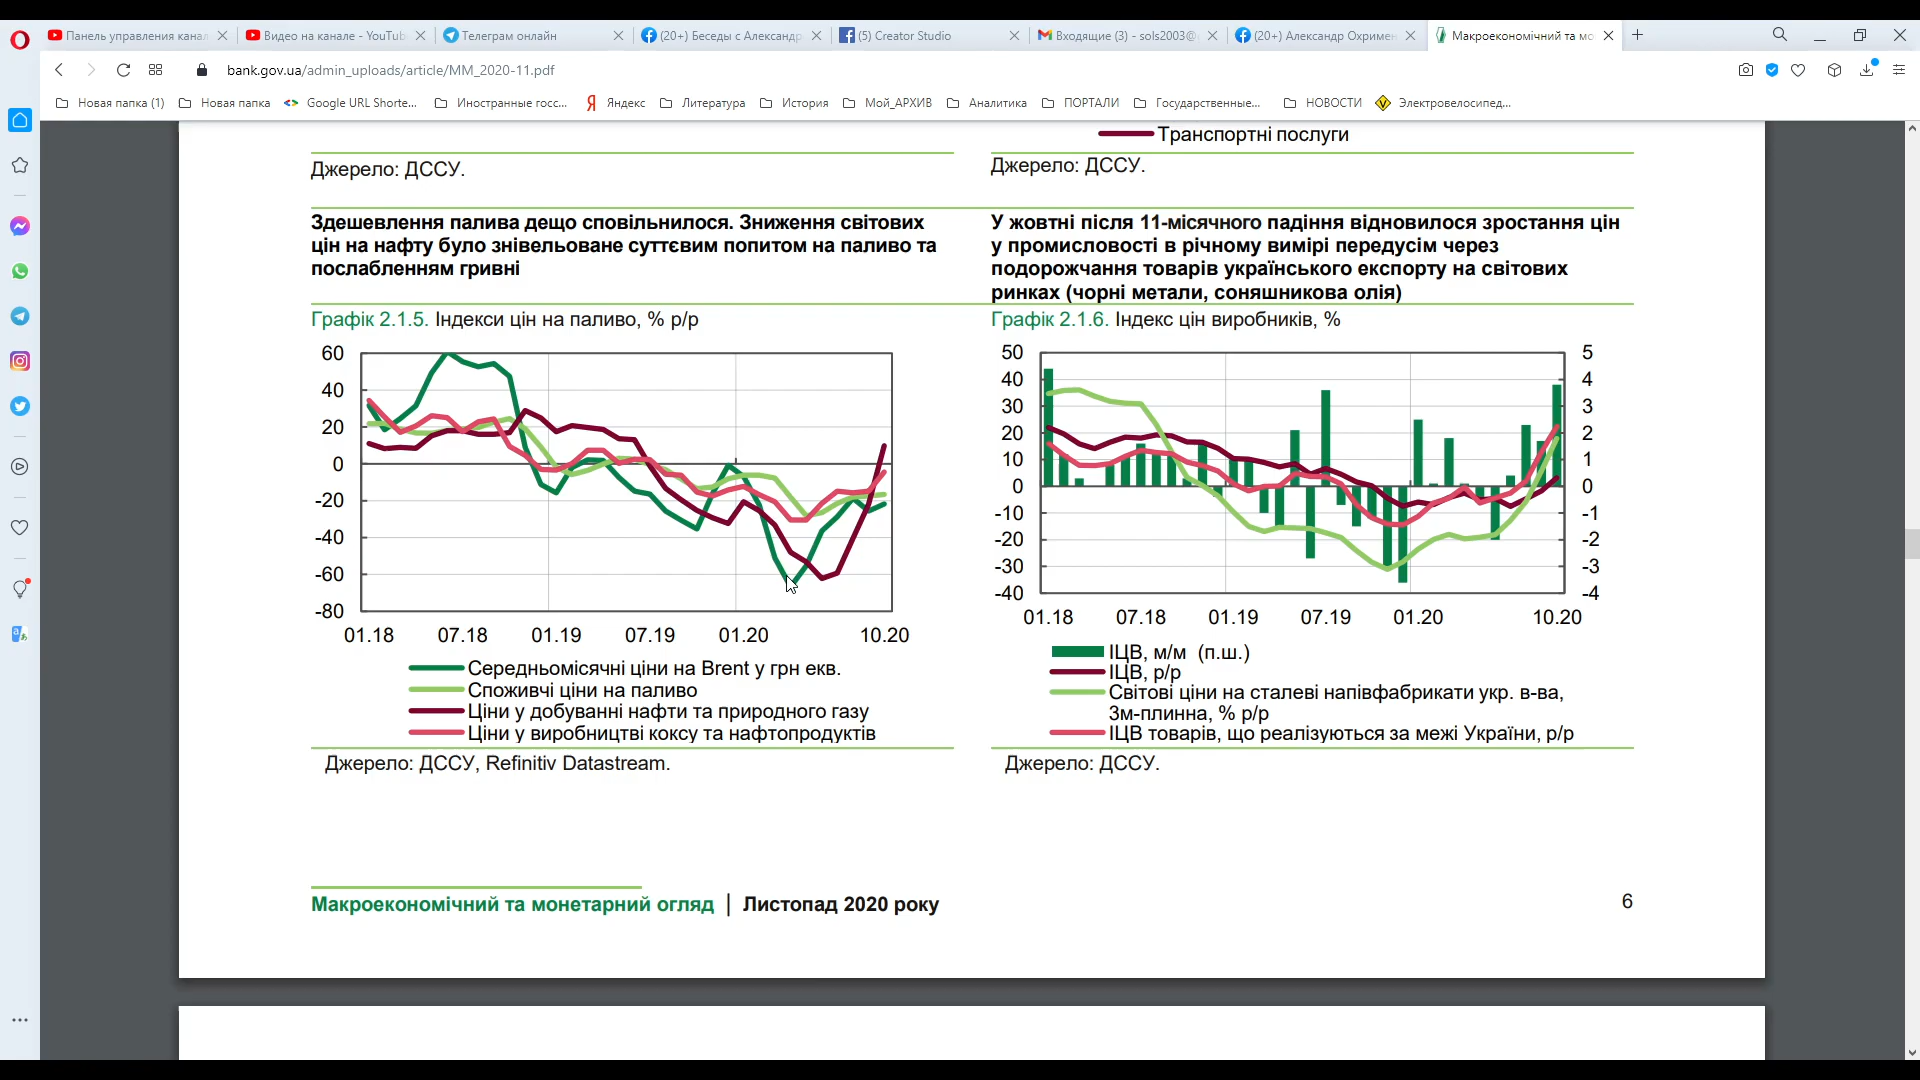 Панель управления канал
Видео на канале - YouTub
Телеграм онлайн
(20+) Беседы с Александр
(5) Creator Studio
Входящие (3) - sols2003@
(20+) Александр Охримен
Макроекономічний та мо
bank.gov.ua/admin_uploads/article/MM_2020-11.pdf
Новая папка (1)
Новая папка
Google URL Shorte...
Иностранные госс...
Яндекс
Литература
История
Мой_АРХИВ
Аналитика
ПОРТАЛИ
Государственные...
НОВОСТИ
Электровелосипед...
Транспортні послуги
Джерело: ДССУ.
Джерело: ДССУ.
Здешевлення палива дещо сповільнилося. Зниження світових
цін на нафту було знівельоване суттєвим попитом на паливо та
послабленням гривні
У жовтні після 11-місячного падіння відновилося зростання цін
у промисловості в річному вимірі передусім через
подорожчання товарів українського експорту на світових
ринках (чорні метали, соняшникова олія)
Графік 2.1.5. Індекси цін на паливо, % р/р
60
40
20
0
-20
-40
-60
-80
01.18 07.18 01.19 07.19 01.20 10.20
Середньомісячні ціни на Brent у грн екв.
Споживчі ціни на паливо
Ціни у добуванні нафти та природного газу
Ціни у виробництві коксу та нафтопродуктів
Джерело: ДССУ, Refinitiv Datastream.
Графік 2.1.6. Індекс цін виробників, %
50 5
40 4
30 3
20 2
10 1
0 0
-10 -1
-20 -2
-30 -3
-40 -4
01.18 07.18 01.19 07.19 01.20 10.20
ІЦВ, м/м (п.ш.)
ІЦВ, р/р
Світові ціни на сталеві напівфабрикати укр. в-ва,
3м-плинна, % р/р
ІЦВ товарів, що реалізуються за межі України, р/р
Джерело: ДССУ.
Макроекономічний та монетарний огляд | Листопад 2020 року
6